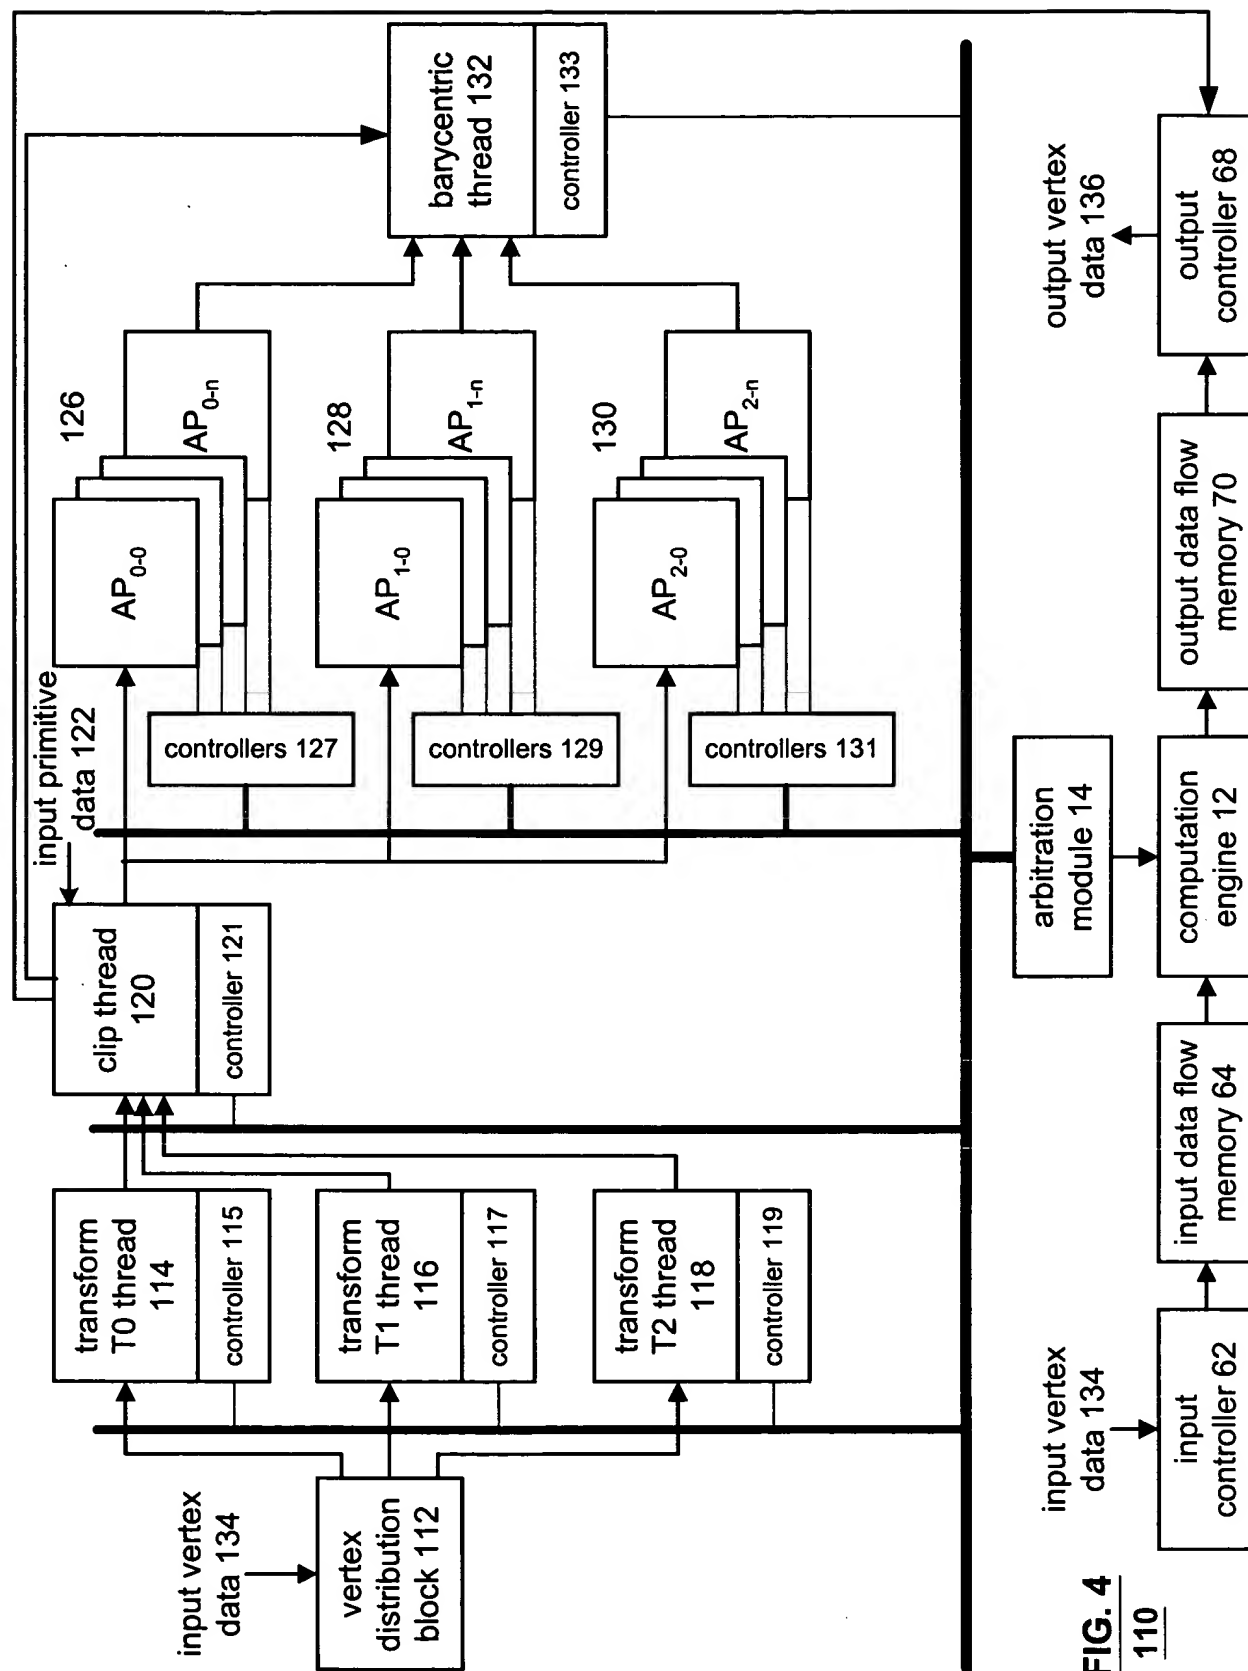 input vertex
data 134
vertex
distribution
block 112
transform
T0 thread
114
controller 115
transform
T1 thread
116
controller 117
transform
T2 thread
118
controller 119
clip thread
120
controller 121
input primitive
data 122
126
AP0-0
AP0-n
controllers 127
128
AP1-0
AP1-n
controllers 129
130
AP2-0
AP2-n
controllers 131
barycentric
thread 132
controller 133
arbitration
module 14
input vertex
data 134
input
controller 62
input data flow
memory 64
computation
engine 12
output data flow
memory 70
output
controller 68
output vertex
data 136
FIG. 4
110